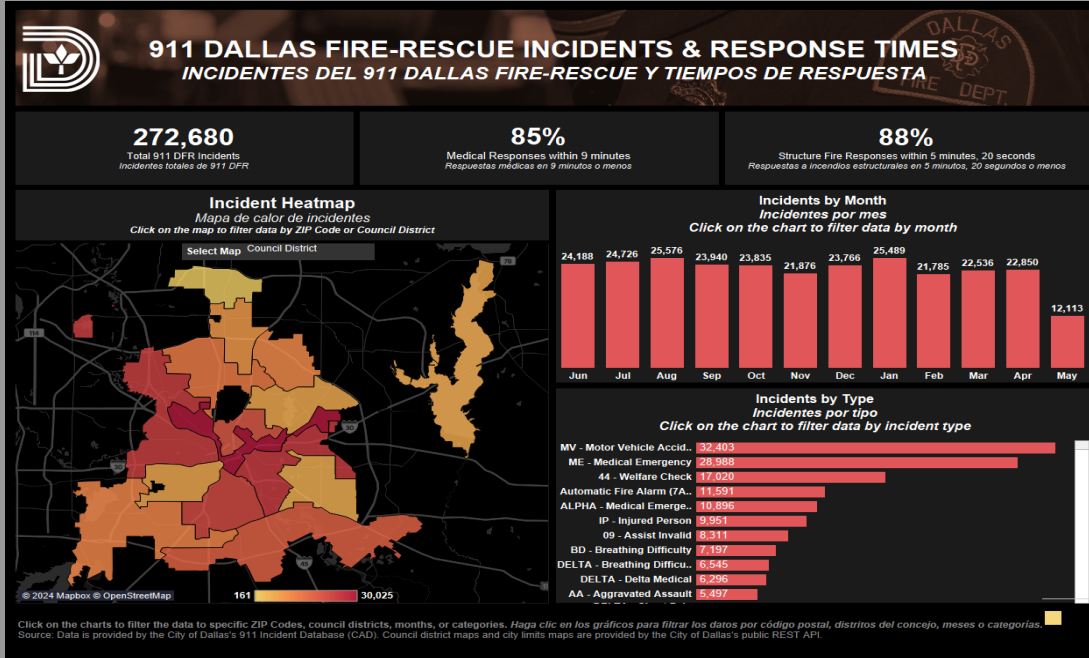 911 DALLAS FIRE-RESCUE INCIDENTS & RESPONSE TIMES
INCIDENTES DEL 911 DALLAS FIRE-RESCUE Y TIEMPOS DE RESPUESTA
DALLAS
FIRE DEPT.
272,680
Total 911 DFR Incidents
Incidentes totales de 911 DFR
85%
Medical Responses within 9 minutes
Respuestas médicas en 9 minutos o menos
88%
Structure Fire Responses within 5 minutes, 20 seconds
Respuestas a incendios estructurales en 5 minutos, 20 segundos o menos
Incident Heatmap
Mapa de calor de incidentes
Click on the map to filter data by ZIP Code or Council District
Select Map Council District
78
114
30
30
45
161 30,025
© 2024 Mapbox © OpenStreetMap
Incidents by Month
Incidentes por mes
Click on the chart to filter data by month
24,188 24,726 25,576 23,940 23,835 21,876 23,766 25,489 21,785 22,536 22,850 12,113
Jun Jul Aug Sep Oct Nov Dec Jan Feb Mar Apr May
Incidents by Type
Incidentes por tipo
Click on the chart to filter data by incident type
MV - Motor Vehicle Accid.. 32,403
ME - Medical Emergency 28,988
44 - Welfare Check 17,020
Automatic Fire Alarm (7A.. 11,591
ALPHA - Medical Emerge.. 10,896
IP - Injured Person 9,951
09 - Assist Invalid 8,311
BD - Breathing Difficulty 7,197
DELTA - Breathing Difficu.. 6,545
DELTA - Delta Medical 6,296
AA - Aggravated Assault 5,497
Click on the charts to filter the data to specific ZIP Codes, council districts, months, or categories. Haga clic en los gráficos para filtrar los datos por código postal, distritos del concejo, meses o categorías.
Source: Data is provided by the City of Dallas's 911 Incident Database (CAD). Council district maps and city limits maps are provided by the City of Dallas's public REST API.